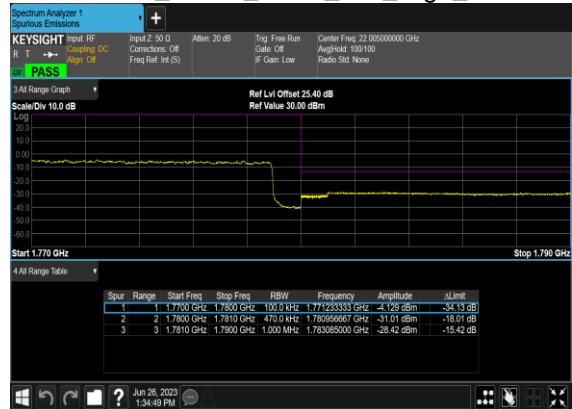 Spectrum Analyzer 1
Spurious Emissions
+
KEYSIGHT Input: RF Input Z: 50 Ω Atten: 20 dB Trig: Free Run Center Freq: 22.005000000 GHz
R T Coupling: DC Corrections: Off Gate: Off Avg|Hold: 100/100
Align: Off Freq Ref: Int (S) IF Gain: Low Radio Std: None
PASS
3 All Range Graph
Ref Lvl Offset 25.40 dB
Scale/Div 10.0 dB Ref Value 30.00 dBm
Log
20.0
10.0
0.00
-10.0
-20.0
-30.0
-40.0
-50.0
-60.0
Start 1.770 GHz Stop 1.790 GHz
4 All Range Table
Spur Range Start Freq Stop Freq RBW Frequency Amplitude ΔLimit
1 1 1.7700 GHz 1.7800 GHz 100.0 kHz 1.771233333 GHz -4.129 dBm -34.13 dB
2 2 1.7800 GHz 1.7810 GHz 470.0 kHz 1.780956667 GHz -31.01 dBm -18.01 dB
3 3 1.7810 GHz 1.7900 GHz 1.000 MHz 1.783085000 GHz -28.42 dBm -15.42 dB
? Jun 26, 2023
1:34:49 PM